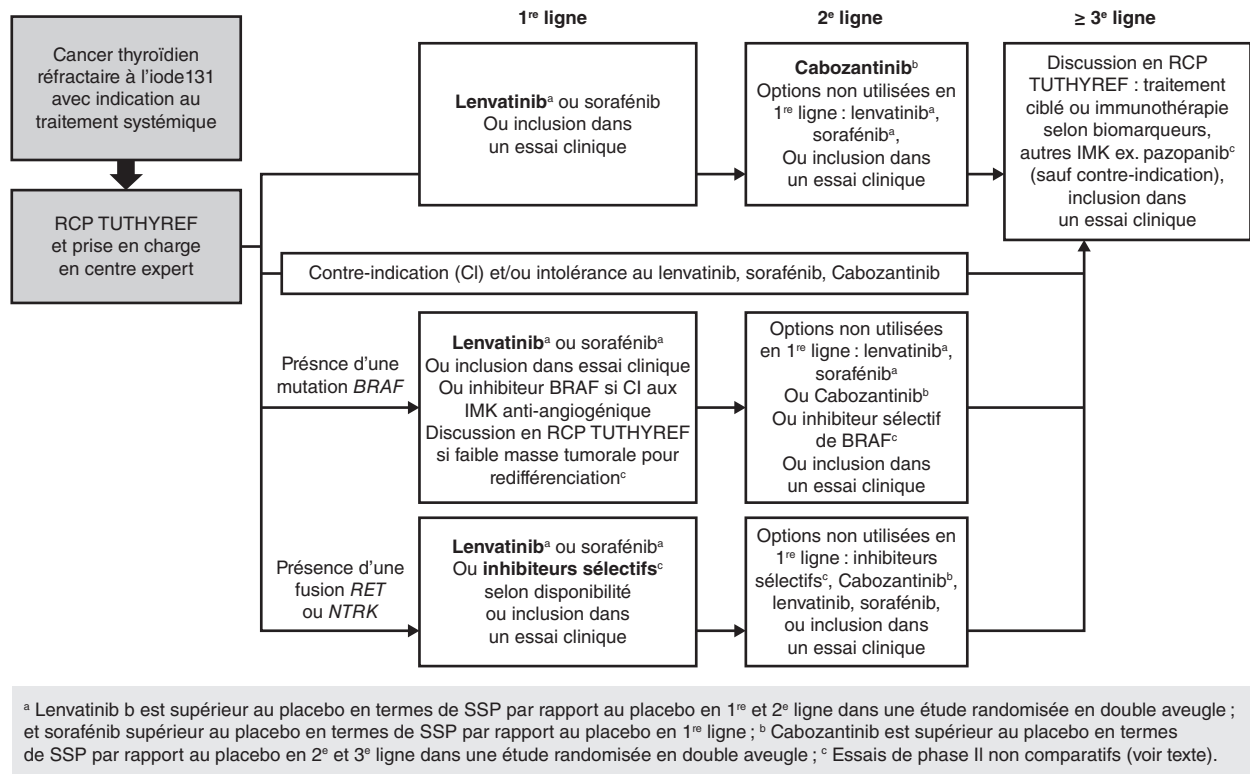 1re ligne
2e ligne
≥ 3e ligne
Cancer thyroïdien
réfractaire à l'iode131
avec indication au
traitement systémique
RCP TUTHYREF
et prise en charge
en centre expert
Lenvatiniba ou sorafénib
Ou inclusion dans
un essai clinique
Cabozantinibb
Options non utilisées en
1re ligne : lenvatiniba,
soraféniba,
Ou inclusion dans
un essai clinique
Discussion en RCP
TUTHYREF : traitement
ciblé ou immunothérapie
selon biomarqueurs,
autres IMK ex. pazopanibc
(sauf contre-indication),
inclusion dans
un essai clinique
Contre-indication (CI) et/ou intolérance au lenvatinib, sorafénib, Cabozantinib
Présnce d'une
mutation BRAF
Lenvatiniba ou soraféniba
Ou inclusion dans essai clinique
Ou inhibiteur BRAF si CI aux
IMK anti-angiogénique
Discussion en RCP TUTHYREF
si faible masse tumorale pour
redifférenciationc
Options non utilisées
en 1re ligne : lenvatiniba,
soraféniba
Ou Cabozantinibb
Ou inhibiteur sélectif
de BRAFc
Ou inclusion dans
un essai clinique
Présence d'une
fusion RET
ou NTRK
Lenvatiniba ou soraféniba
Ou inhibiteurs sélectifsc
selon disponibilité
ou inclusion dans
un essai clinique
Options non utilisées en
1re ligne : inhibiteurs
sélectifsc, Cabozantinibb,
lenvatinib, sorafénib,
ou inclusion dans
un essai clinique
a Lenvatinib b est supérieur au placebo en termes de SSP par rapport au placebo en 1re et 2e ligne dans une étude randomisée en double aveugle ;
et sorafénib supérieur au placebo en termes de SSP par rapport au placebo en 1re ligne ; b Cabozantinib est supérieur au placebo en termes
de SSP par rapport au placebo en 2e et 3e ligne dans une étude randomisée en double aveugle ; c Essais de phase II non comparatifs (voir texte).